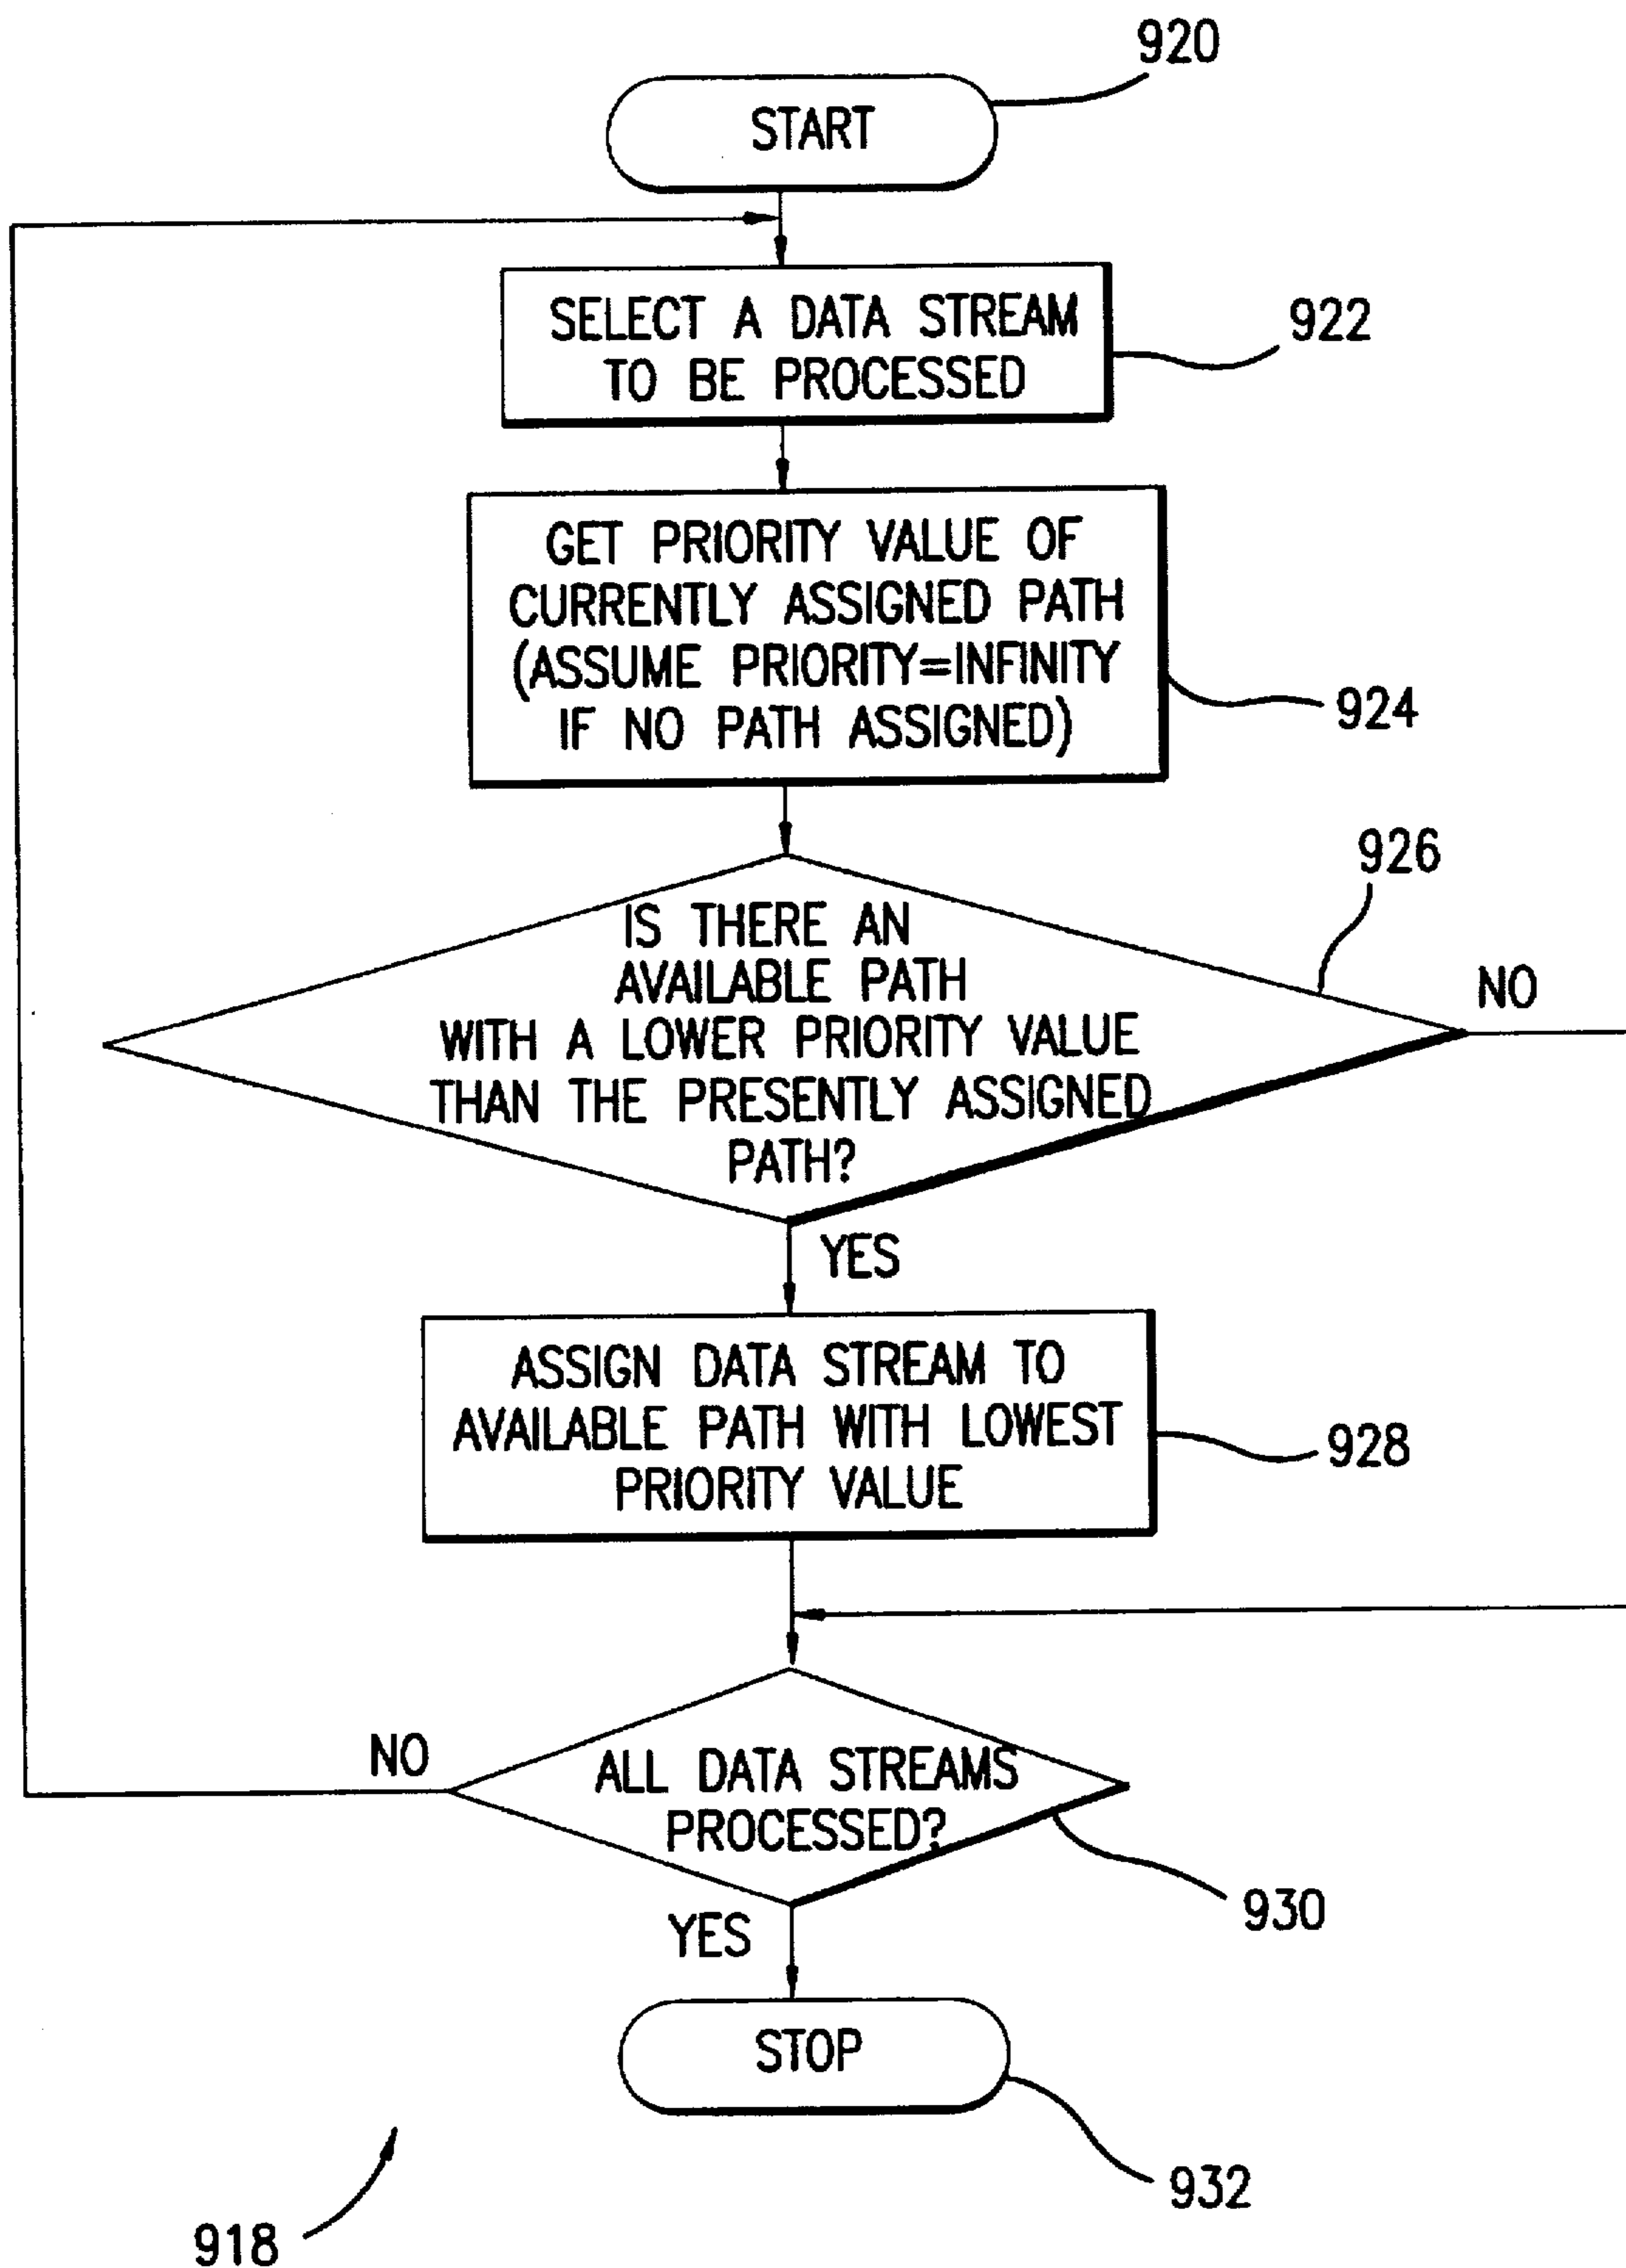 920
START
SELECT A DATA STREAM
TO BE PROCESSED
922
GET PRIORITY VALUE OF
CURRENTLY ASSIGNED PATH
(ASSUME PRIORITY=INFINITY
IF NO PATH ASSIGNED)
924
926
IS THERE AN
AVAILABLE PATH
WITH A LOWER PRIORITY VALUE
THAN THE PRESENTLY ASSIGNED
PATH?
NO
YES
ASSIGN DATA STREAM TO
AVAILABLE PATH WITH LOWEST
PRIORITY VALUE
928
NO
ALL DATA STREAMS
PROCESSED?
930
YES
STOP
932
918